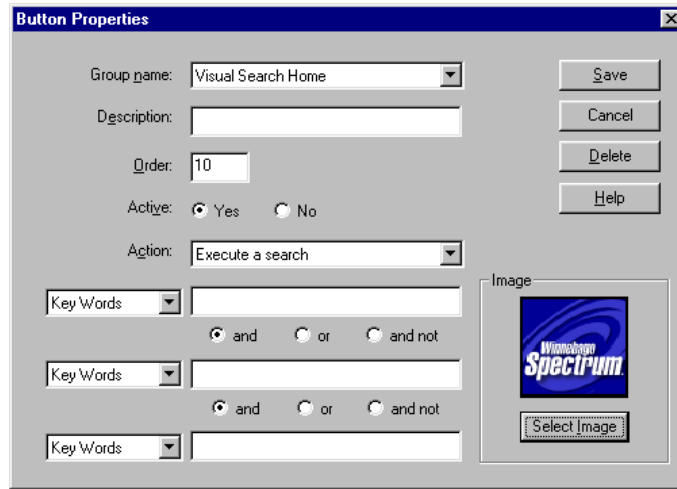 Button Properties
Group name: Visual Search Home
Save
Description:
Cancel
Order: 10
Delete
Active: Yes No
Help
Action: Execute a search
Image
Key Words
and or and not
Winnebago
Spectrum
Key Words
and or and not
Select Image
Key Words